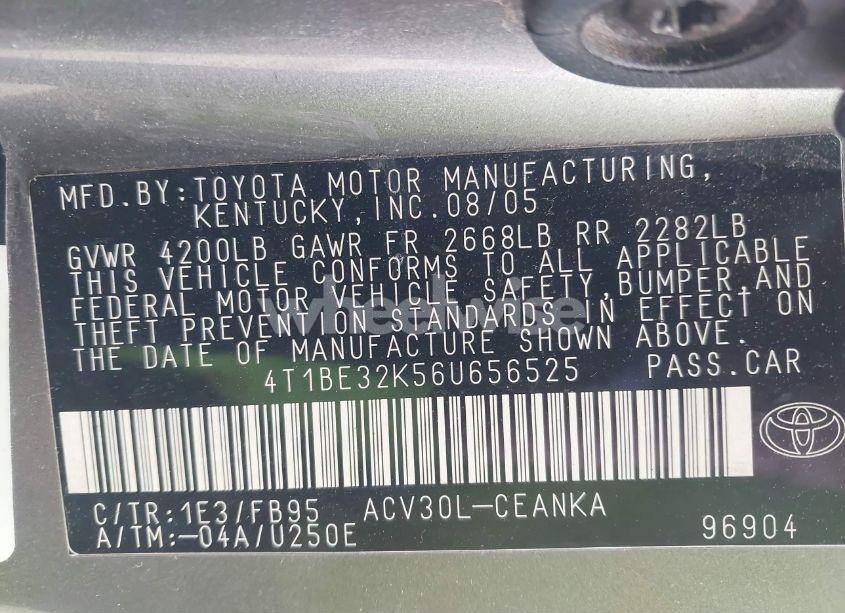 MFD.BY:TOYOTA MOTOR MANUFACTURING,
KENTUCKY,INC.08/05
GVWR 4200LB GAWR FR 2668LB RR 2282LB
THIS VEHICLE CONFORMS TO ALL APPLICABLE
FEDERAL MOTOR VEHICLE SAFETY,BUMPER,AND
THEFT PREVENTION STANDARDS IN EFFECT ON
THE DATE OF MANUFACTURE SHOWN ABOVE.
4T1BE32K56U656525 PASS.CAR
C/TR:1E3/FB95 ACV30L-CEANKA
A/TM:-04A/U250E 96904
wheelwise